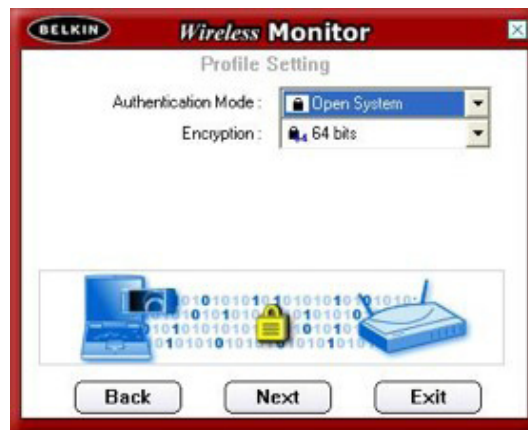 BELKIN Wireless Monitor
Profile Setting
Authentication Mode : Open System
Encryption : 64 bits
Back Next Exit